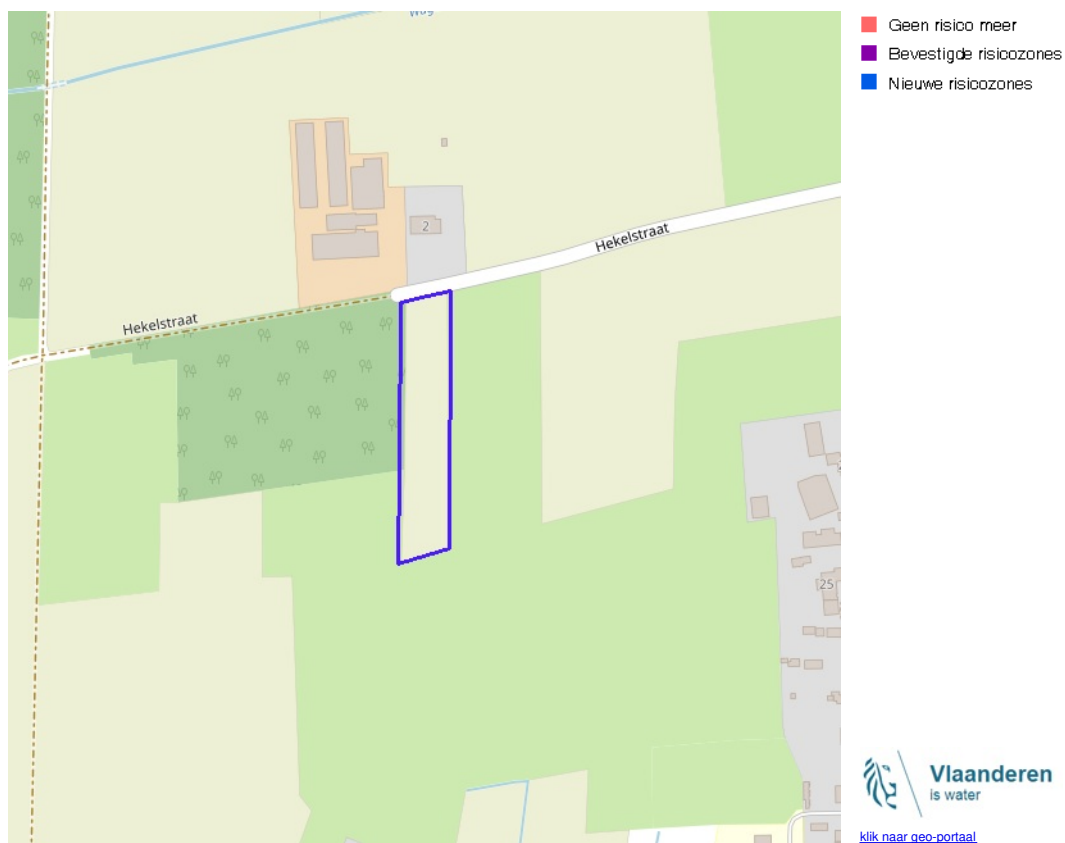 Geen risico meer
Bevestigde risicozones
Nieuwe risicozones
2
Hekelstraat
Hekelstraat
25
Vlaanderen
is water
klik naar geo-portaal